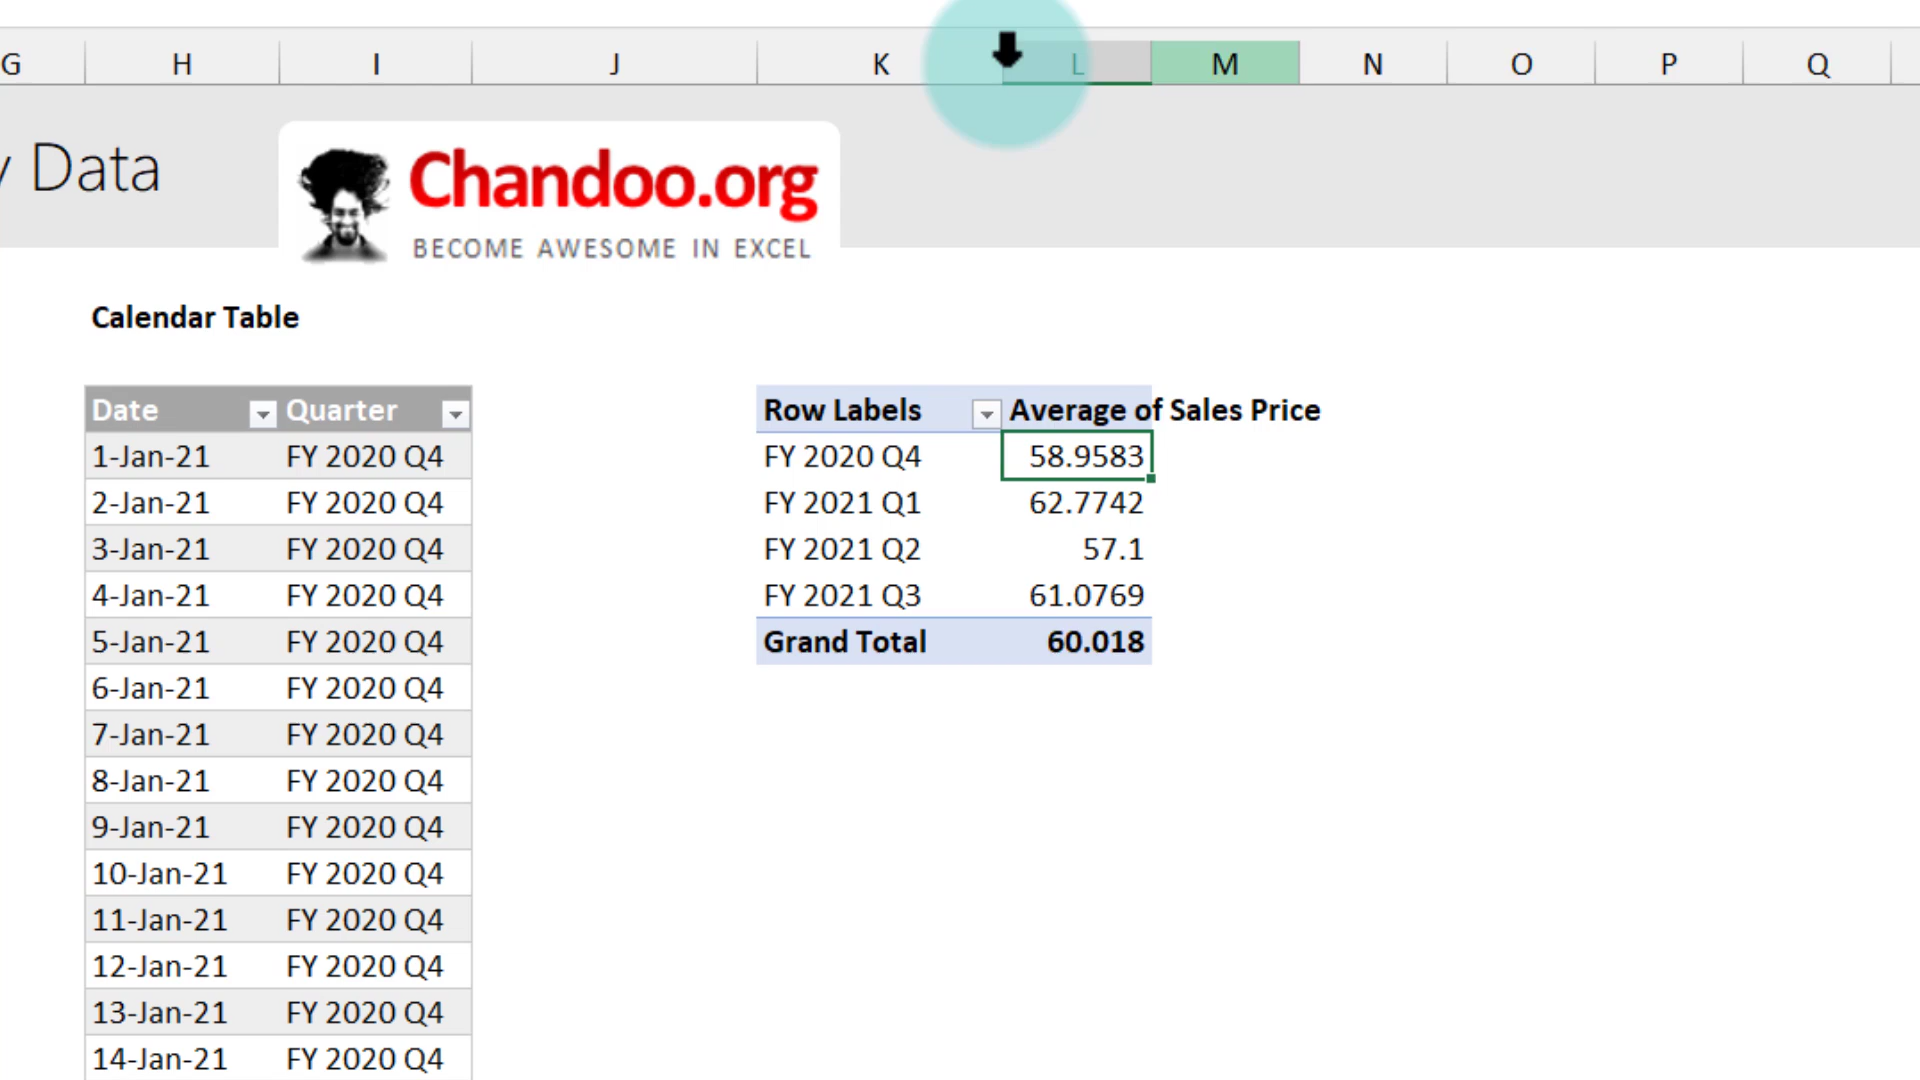 G H I J K L M N O P Q
y Data
Chandoo.org
BECOME AWESOME IN EXCEL
Calendar Table
Date Quarter
1-Jan-21 FY 2020 Q4
2-Jan-21 FY 2020 Q4
3-Jan-21 FY 2020 Q4
4-Jan-21 FY 2020 Q4
5-Jan-21 FY 2020 Q4
6-Jan-21 FY 2020 Q4
7-Jan-21 FY 2020 Q4
8-Jan-21 FY 2020 Q4
9-Jan-21 FY 2020 Q4
10-Jan-21 FY 2020 Q4
11-Jan-21 FY 2020 Q4
12-Jan-21 FY 2020 Q4
13-Jan-21 FY 2020 Q4
14-Jan-21 FY 2020 Q4
Row Labels Average of Sales Price
FY 2020 Q4 58.9583
FY 2021 Q1 62.7742
FY 2021 Q2 57.1
FY 2021 Q3 61.0769
Grand Total 60.018